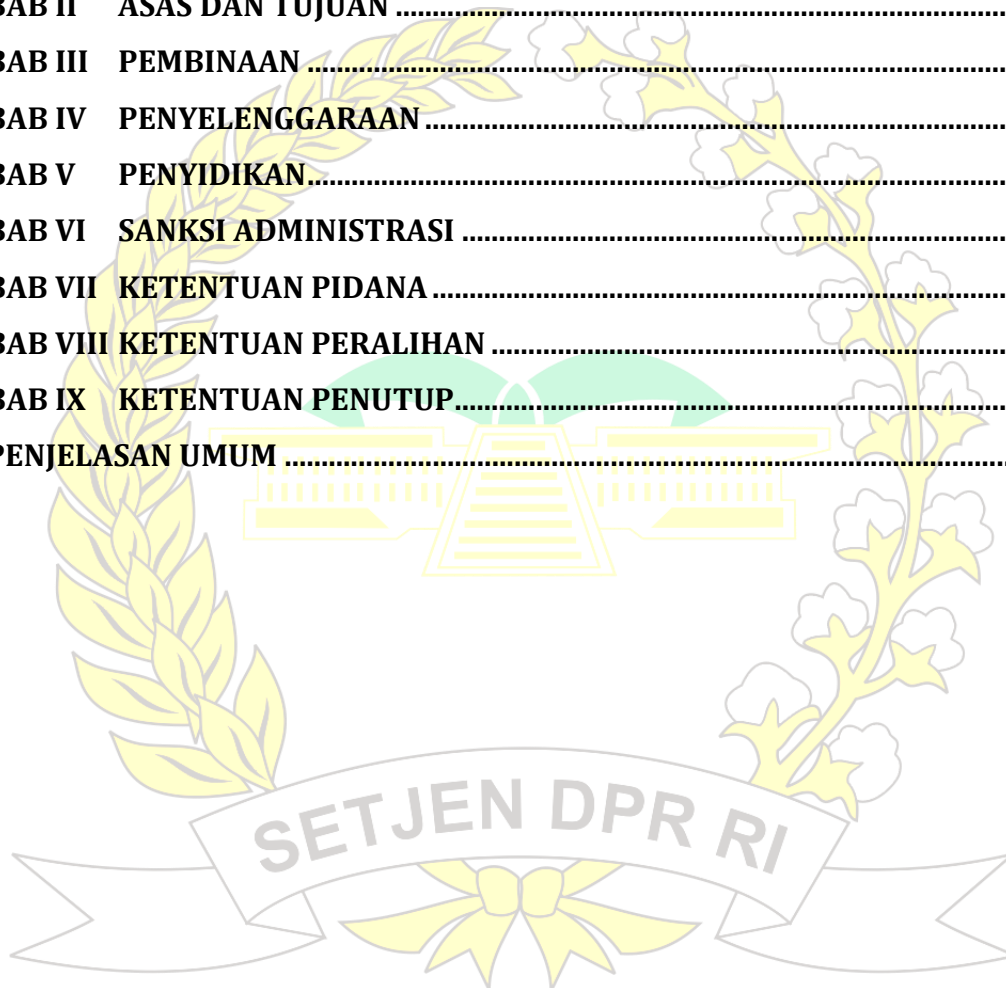 BAB II ASAS DAN TUJUAN ........................................................................
BAB III PEMBINAAN ........................................................................
BAB IV PENYELENGGARAAN ........................................................................
BAB V PENYIDIKAN ........................................................................
BAB VI SANKSI ADMINISTRASI ........................................................................
BAB VII KETENTUAN PIDANA ........................................................................
BAB VIII KETENTUAN PERALIHAN ........................................................................
BAB IX KETENTUAN PENUTUP ........................................................................
PENJELASAN UMUM ........................................................................
SETJEN DPR RI